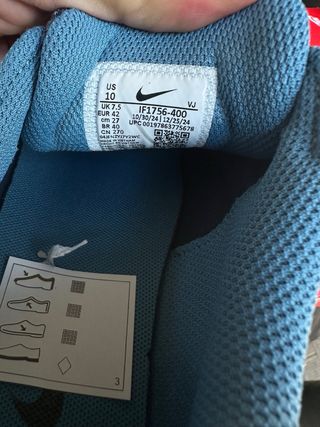 US
10
UK 7.5
EUR 42
cm 27
BR 40
CN 270
VJ
IF1756-400
10/30/24 | 12/25/24
UPC 00197863775678
3